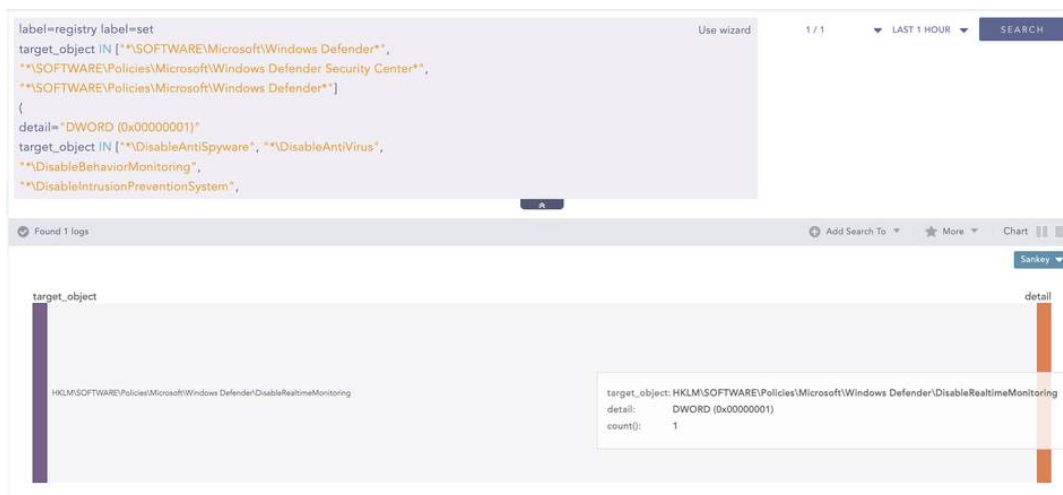 label=registry label=set
Use wizard
1 / 1
LAST 1 HOUR
SEARCH
target_object IN ["*\SOFTWARE\Microsoft\Windows Defender*",
"*\SOFTWARE\Policies\Microsoft\Windows Defender Security Center*",
"*\SOFTWARE\Policies\Microsoft\Windows Defender*"]
(
detail="DWORD (0x00000001)"
target_object IN ["*\DisableAntiSpyware", "*\DisableAntiVirus",
"*\DisableBehaviorMonitoring",
"*\DisableIntrusionPreventionSystem",
Found 1 logs
Add Search To
More
Chart
Sankey
target_object
detail
HKLM\SOFTWARE\Policies\Microsoft\Windows Defender\DisableRealtimeMonitoring
target_object: HKLM\SOFTWARE\Policies\Microsoft\Windows Defender\DisableRealtimeMonitoring
detail: DWORD (0x00000001)
count(): 1